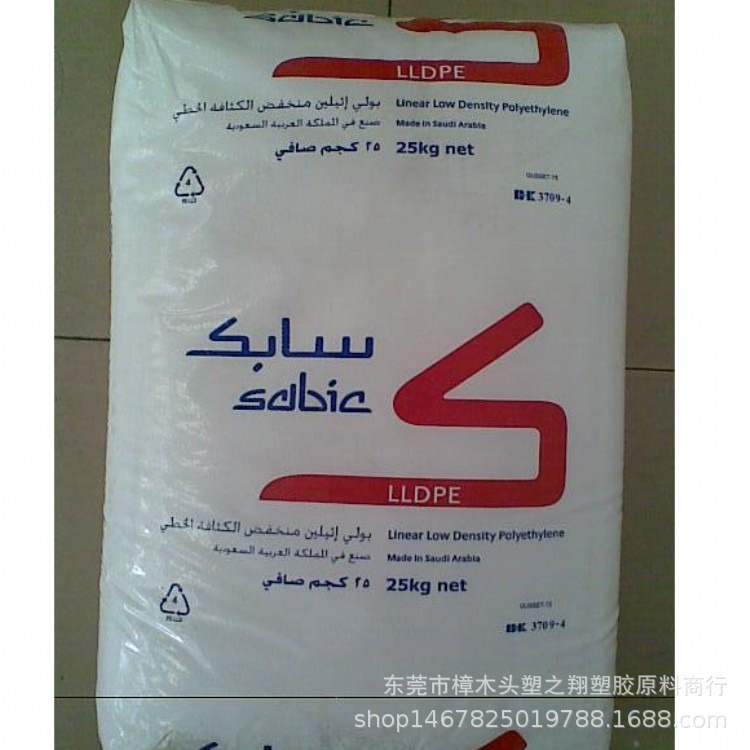 sabic
LLDPE
بولي إثيلين منخفض الكثافة الخطي Linear Low Density Polyethylene
صنع في المملكة العربية السعودية Made In Saudi Arabia
٢٥ كجم صافي 25kg net
4
3709-4
سابك
sabic
LLDPE
بولي إثيلين منخفض الكثافة الخطي Linear Low Density Polyethylene
صنع في المملكة العربية السعودية Made In Saudi Arabia
٢٥ كجم صافي 25kg net
4
3709-4
东莞市樟木头塑之翔塑胶原料商行
shop1467825019788.1688.com